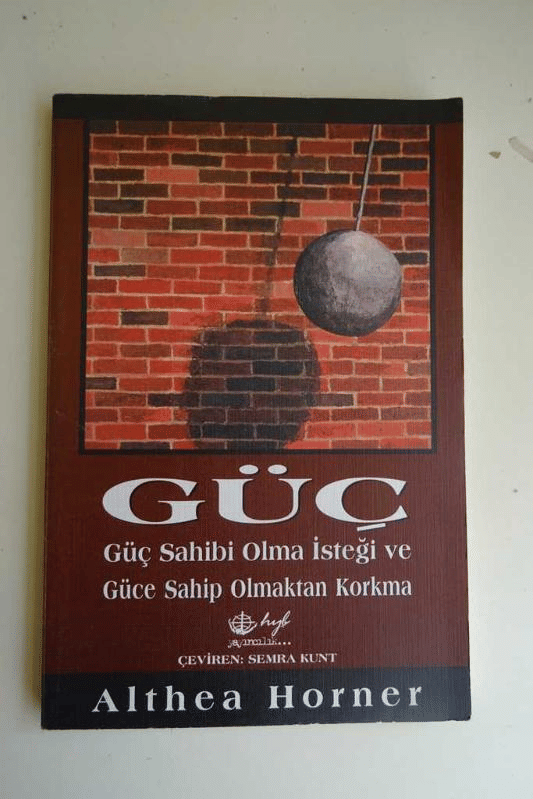 GÜÇ
Güç Sahibi Olma İsteği ve
Güce Sahip Olmaktan Korkma
hyb
yayıncılık...
ÇEVİREN: SEMRA KUNT
Althea Horner